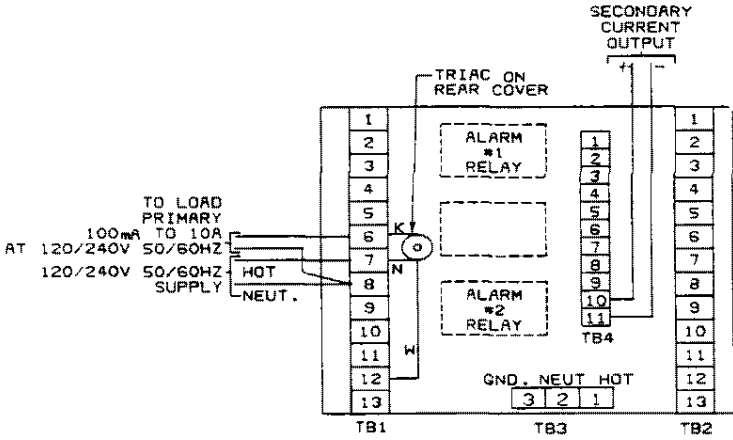 SECONDARY
CURRENT
OUTPUT
+ -
TRIAC ON
REAR COVER
1
2
3
4
5
6
7
8
9
10
11
12
13
TB1
K
N
W
TO LOAD
PRIMARY
100mA TO 10A
AT 120/240V 50/60HZ
120/240V 50/60HZ HOT
SUPPLY
NEUT.
ALARM
#1
RELAY
ALARM
#2
RELAY
1
2
3
4
5
6
7
8
9
10
11
TB4
GND. NEUT HOT
3 2 1
TB3
1
2
3
4
5
6
7
8
9
10
11
12
13
TB2